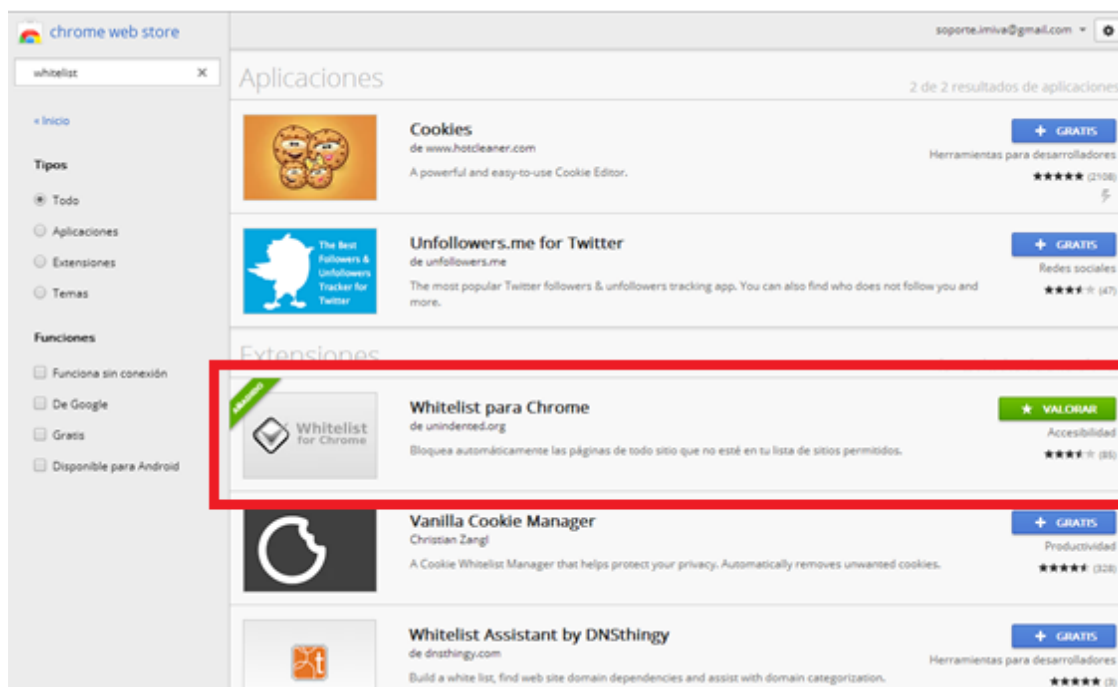 chrome web store
soporte.imiva@gmail.com
whitelist
Aplicaciones
2 de 2 resultados de aplicaciones
« Inicio
Tipos
Todo
Aplicaciones
Extensiones
Temas
Funciones
Funciona sin conexión
De Google
Gratis
Disponible para Android
Cookies
de www.hotcleaner.com
A powerful and easy-to-use Cookie Editor.
+ GRATIS
Herramientas para desarrolladores
(2108)
The Best
Followers &
Unfollowers
Tracker for
Twitter
Unfollowers.me for Twitter
de unfollowers.me
The most popular Twitter followers & unfollowers tracking app. You can also find who does not follow you and
more.
+ GRATIS
Redes sociales
(47)
Extensiones
AÑADIDO
Whitelist
for Chrome
Whitelist para Chrome
de unindented.org
Bloquea automáticamente las páginas de todo sitio que no esté en tu lista de sitios permitidos.
VALORAR
Accesibilidad
(85)
Vanilla Cookie Manager
Christian Zangl
A Cookie Whitelist Manager that helps protect your privacy. Automatically removes unwanted cookies.
+ GRATIS
Productividad
(328)
Whitelist Assistant by DNSthingy
de dnsthingy.com
Build a white list, find web site domain dependencies and assist with domain categorization.
+ GRATIS
Herramientas para desarrolladores